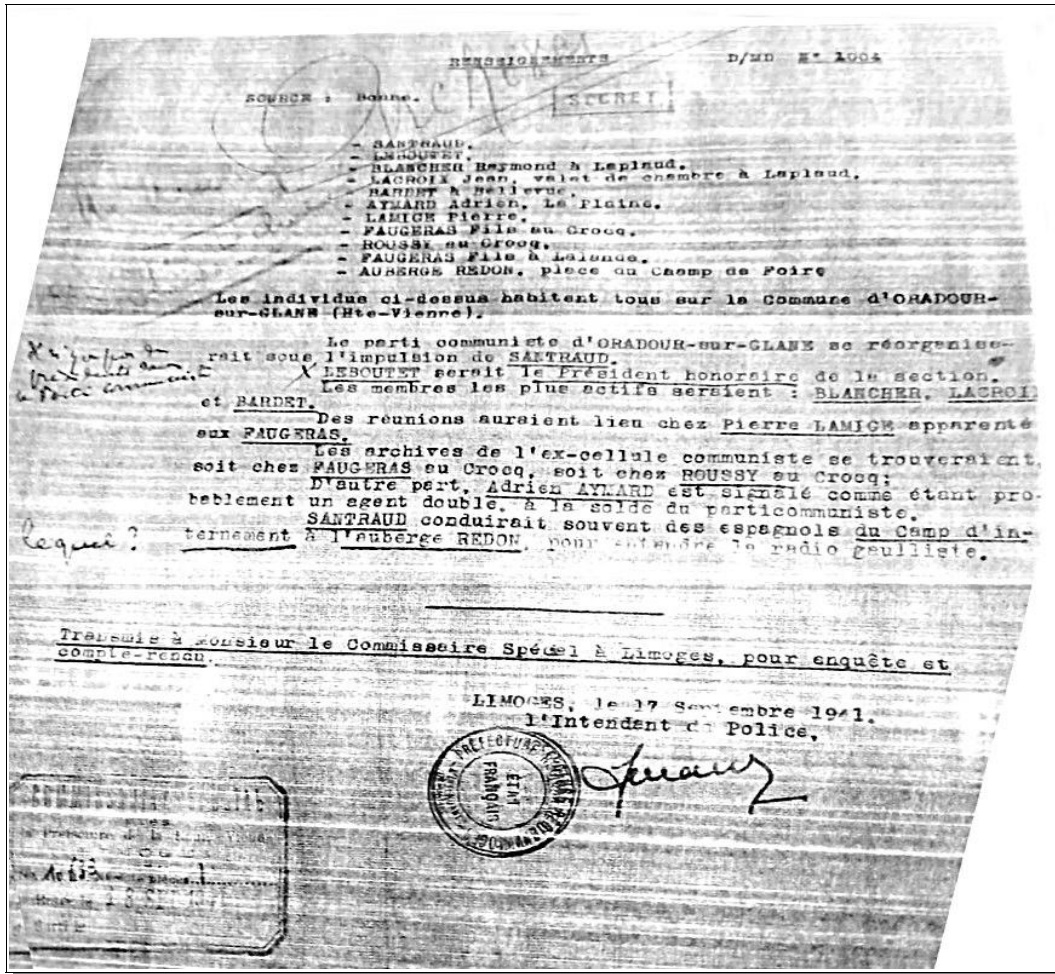 RENSEIGNEMENTS D/MD N° 1004
SOURCE : Bonne. SECRET
- SANTRAUD.
- LEBOUTET.
- BLANCHER Raymond à Laplaud.
- LACROIX Jean, valet de chambre à Laplaud.
- BARDET à Bellevue.
- AYMARD Adrien, Le Plaine.
- LAMIGE Pierre.
- FAUGERAS Fils au Crocq.
- ROUSSY au Crocq.
- FAUGERAS Fils à Lalande.
- AUBERGE REDON, place du Champ de Foire
Les individus ci-dessus habitent tous sur la Commune d'ORADOUR-
sur-GLANE (Hte-Vienne).
Le parti communiste d'ORADOUR-sur-GLANE se réorganise-
rait sous l'impulsion de SANTRAUD.
X LEBOUTET serait le Président honoraire de la section.
Les membres les plus actifs seraient : BLANCHER, LACROIX
et BARDET.
Des réunions auraient lieu chez Pierre LAMIGE apparenté
aux FAUGERAS.
Les archives de l'ex-cellule communiste se trouveraient,
soit chez FAUGERAS au Crocq, soit chez ROUSSY au Crocq;
D'autre part, Adrien AYMARD est signalé comme étant pro-
bablement un agent double, à la solde du particommuniste.
SANTRAUD conduirait souvent des espagnols du Camp d'in-
lequel ? ternement à l'auberge REDON, pour entendre la radio gaulliste.
Transmis à Monsieur le Commissaire Spécial à Limoges, pour enquête et
compte-rendu.
LIMOGES, le 17 Septembre 1941.
l'Intendant de Police,
ETAT
FRANÇAIS